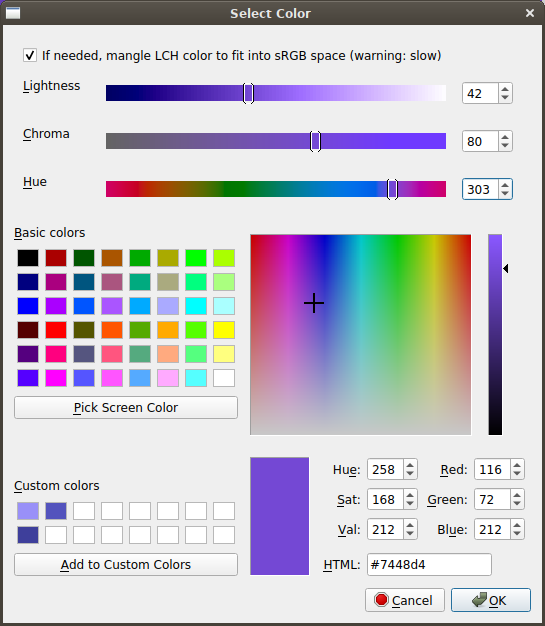 Select Color
If needed, mangle LCH color to fit into sRGB space (warning: slow)
Lightness 42
Chroma 80
Hue 303
Basic colors
Pick Screen Color
Custom colors
Add to Custom Colors
Hue: 258 Red: 116
Sat: 168 Green: 72
Val: 212 Blue: 212
HTML: #7448d4
Cancel OK